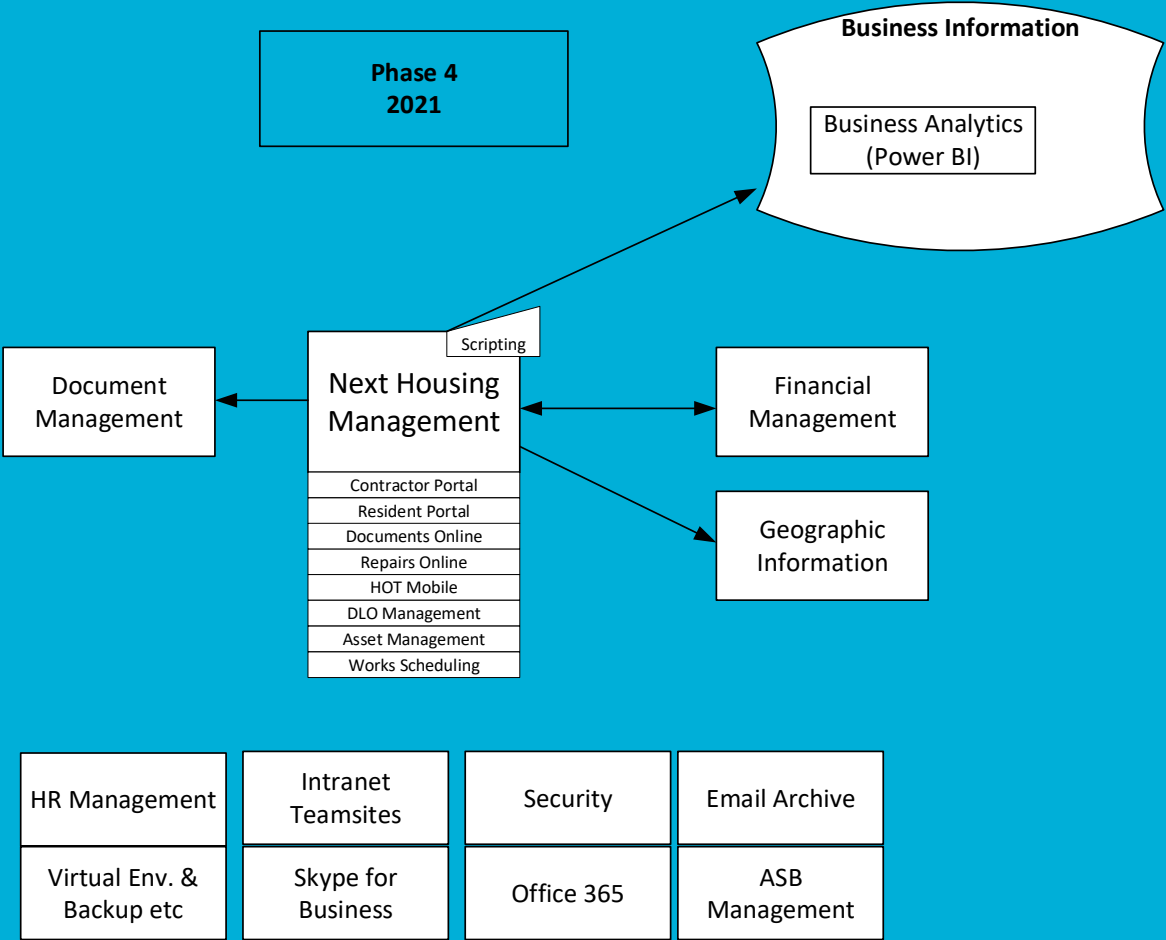 Business Information
Phase 4
2021
Business Analytics
(Power BI)
Scripting
Document
Management
Next Housing
Management
Financial
Management
Contractor Portal
Resident Portal
Documents Online
Repairs Online
HOT Mobile
DLO Management
Asset Management
Works Scheduling
Geographic
Information
HR Management
Intranet
Teamsites
Security
Email Archive
Virtual Env. &
Backup etc
Skype for
Business
Office 365
ASB
Management